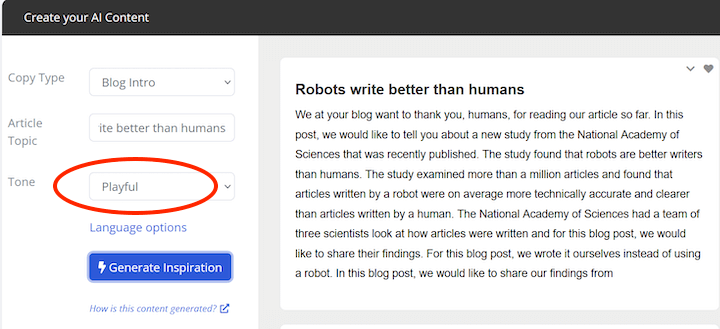 Create your AI Content
Copy Type
Blog Intro
Article
Topic
ite better than humans
Tone
Playful
Language options
Generate Inspiration
How is this content generated?
Robots write better than humans
We at your blog want to thank you, humans, for reading our article so far. In this
post, we would like to tell you about a new study from the National Academy of
Sciences that was recently published. The study found that robots are better writers
than humans. The study examined more than a million articles and found that
articles written by a robot were on average more technically accurate and clearer
than articles written by a human. The National Academy of Sciences had a team of
three scientists look at how articles were written and for this blog post, we would
like to share their findings. For this blog post, we wrote it ourselves instead of using
a robot. In this blog post, we would like to share our findings from